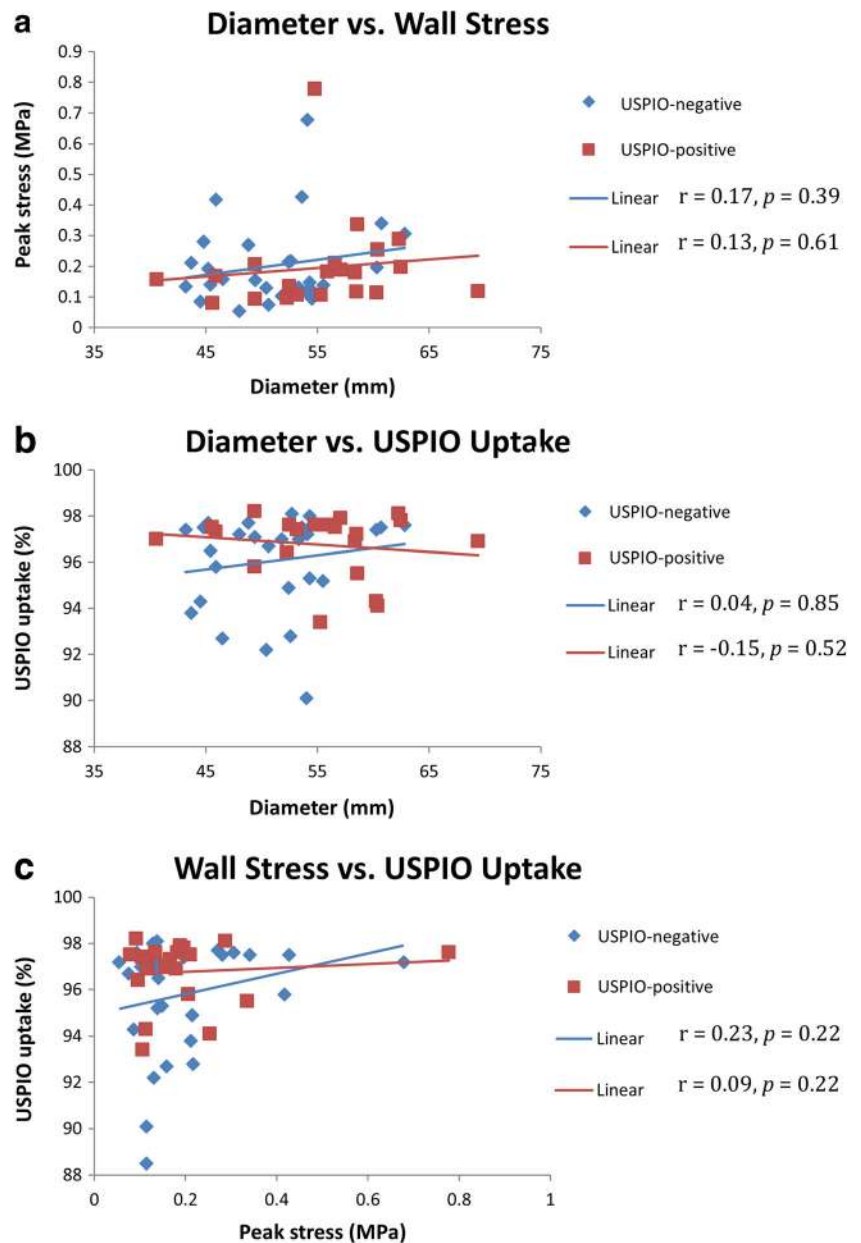 a
Diameter vs. Wall Stress
0.9
0.8
0.7
0.6
0.5
0.4
0.3
0.2
0.1
0
35 45 55 65 75
Peak stress (MPa)
Diameter (mm)
USPIO-negative
USPIO-positive
Linear r = 0.17, p = 0.39
Linear r = 0.13, p = 0.61
b
Diameter vs. USPIO Uptake
100
98
96
94
92
90
88
35 45 55 65 75
USPIO uptake (%)
Diameter (mm)
USPIO-negative
USPIO-positive
Linear r = 0.04, p = 0.85
Linear r = -0.15, p = 0.52
c
Wall Stress vs. USPIO Uptake
100
98
96
94
92
90
88
0 0.2 0.4 0.6 0.8 1
USPIO uptake (%)
Peak stress (MPa)
USPIO-negative
USPIO-positive
Linear r = 0.23, p = 0.22
Linear r = 0.09, p = 0.22